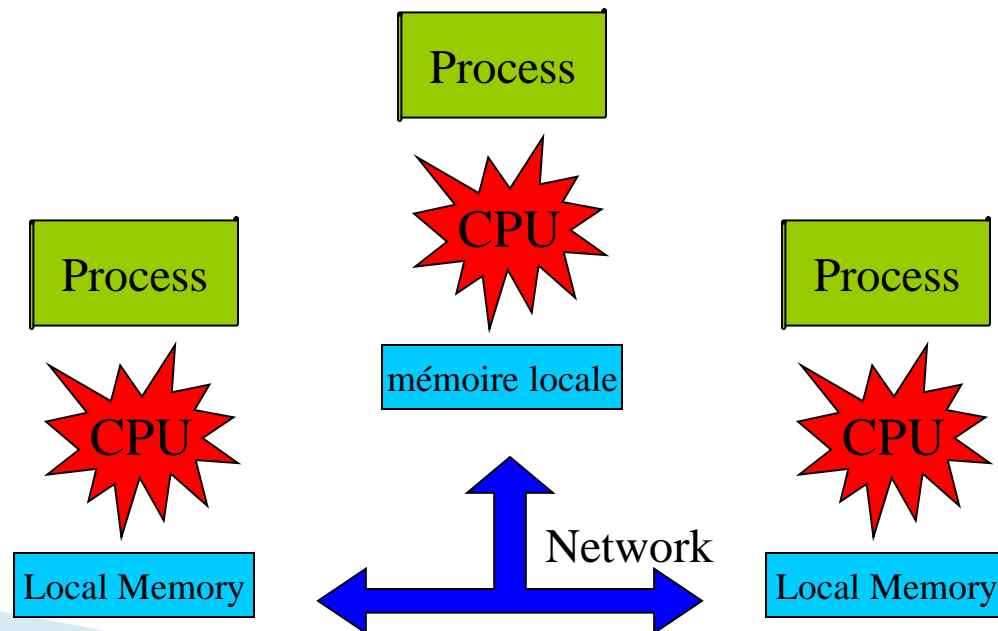 Process
CPU
mémoire locale
Process
CPU
Local Memory
Process
CPU
Local Memory
Network